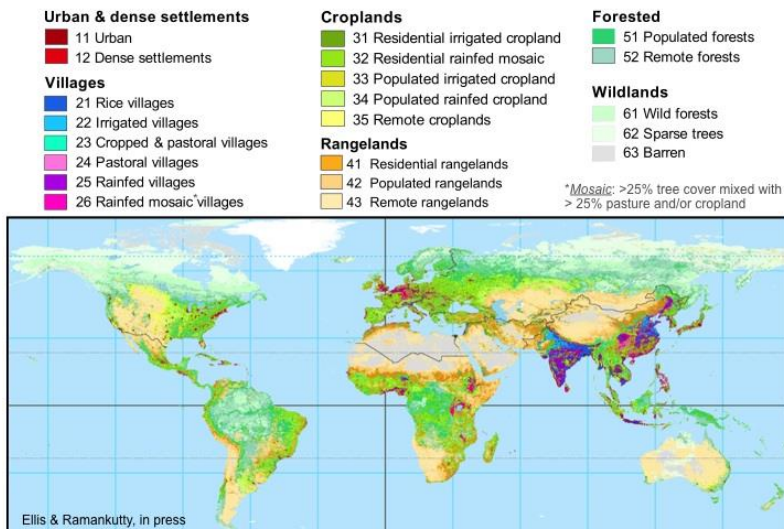 Urban & dense settlements
11 Urban
12 Dense settlements
Villages
21 Rice villages
22 Irrigated villages
23 Cropped & pastoral villages
24 Pastoral villages
25 Rainfed villages
26 Rainfed mosaic*villages
Croplands
31 Residential irrigated cropland
32 Residential rainfed mosaic
33 Populated irrigated cropland
34 Populated rainfed cropland
35 Remote croplands
Rangelands
41 Residential rangelands
42 Populated rangelands
43 Remote rangelands
Forested
51 Populated forests
52 Remote forests
Wildlands
61 Wild forests
62 Sparse trees
63 Barren
*Mosaic: >25% tree cover mixed with
> 25% pasture and/or cropland
Ellis & Ramankutty, in press